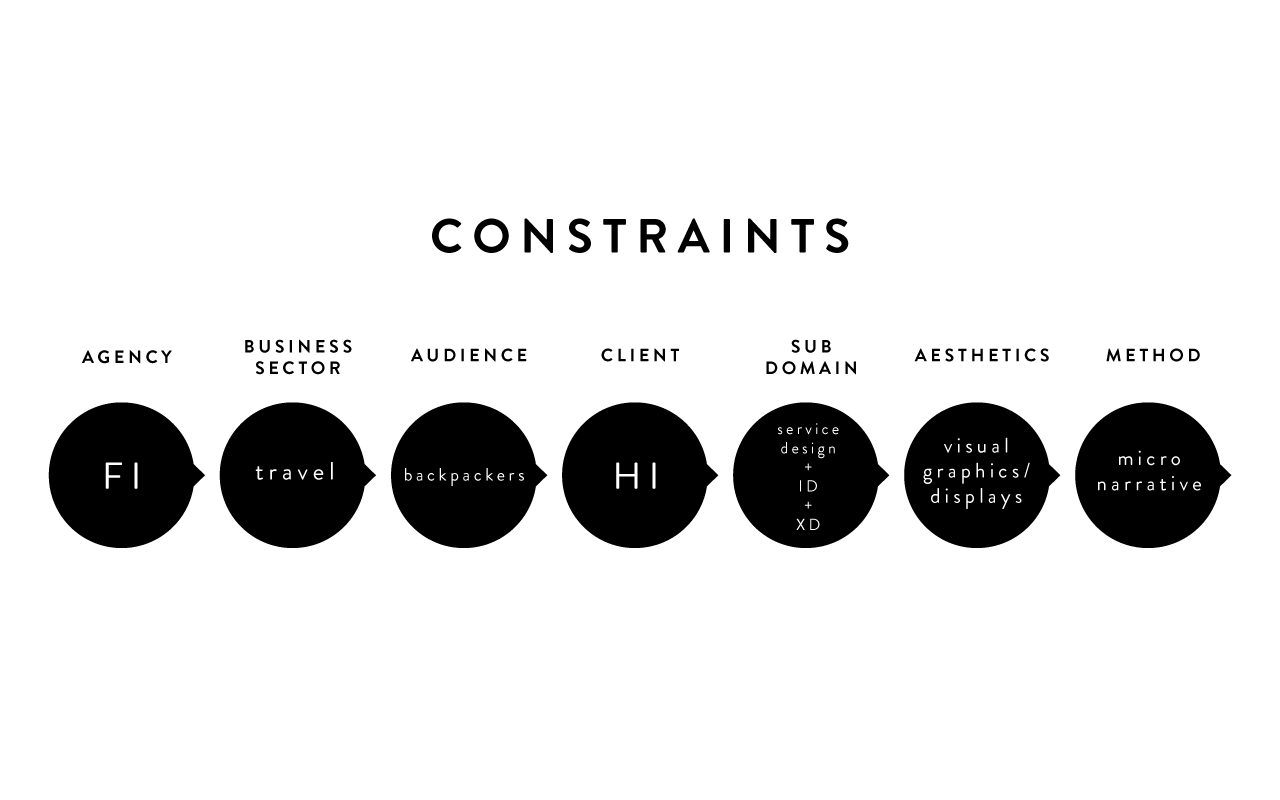 CONSTRAINTS
AGENCY
FI
BUSINESS
SECTOR
travel
AUDIENCE
backpackers
CLIENT
HI
SUB
DOMAIN
service
design
+
ID
+
XD
AESTHETICS
visual
graphics/
displays
METHOD
micro
narrative